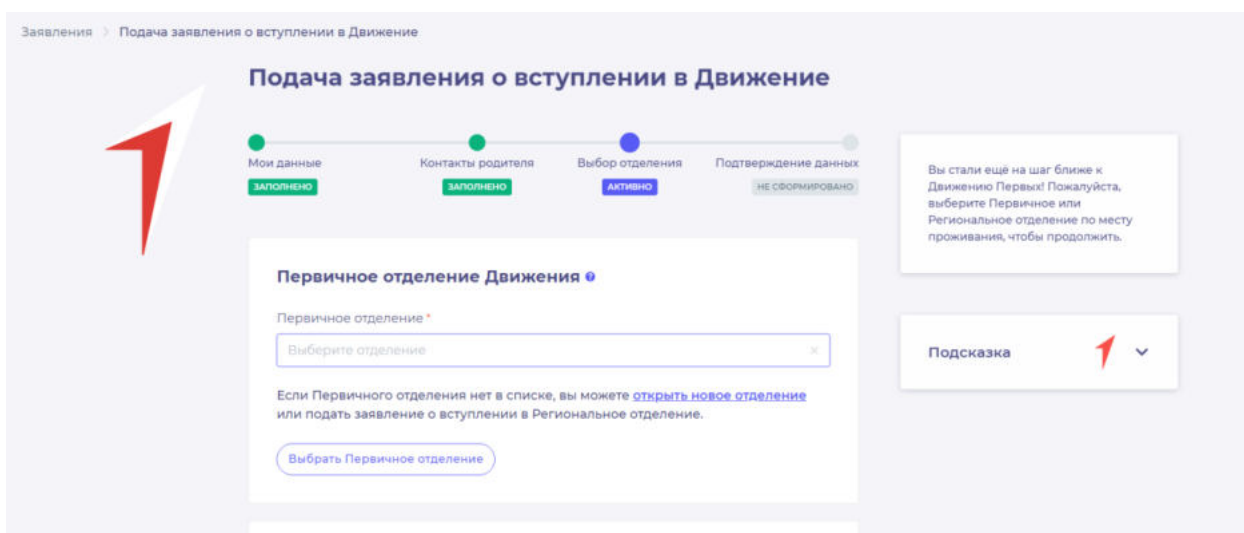 Заявления > Подача заявления о вступлении в Движение
Подача заявления о вступлении в Движение
Мои данные
ЗАПОЛНЕНО
Контакты родителя
ЗАПОЛНЕНО
Выбор отделения
АКТИВНО
Подтверждение данных
НЕ СФОРМИРОВАНО
Первичное отделение Движения
Первичное отделение *
Выберите отделение
Если Первичного отделения нет в списке, вы можете открыть новое отделение
или подать заявление о вступлении в Региональное отделение.
Выбрать Первичное отделение
Вы стали ещё на шаг ближе к
Движению Первых! Пожалуйста,
выберите Первичное или
Региональное отделение по месту
проживания, чтобы продолжить.
Подсказка